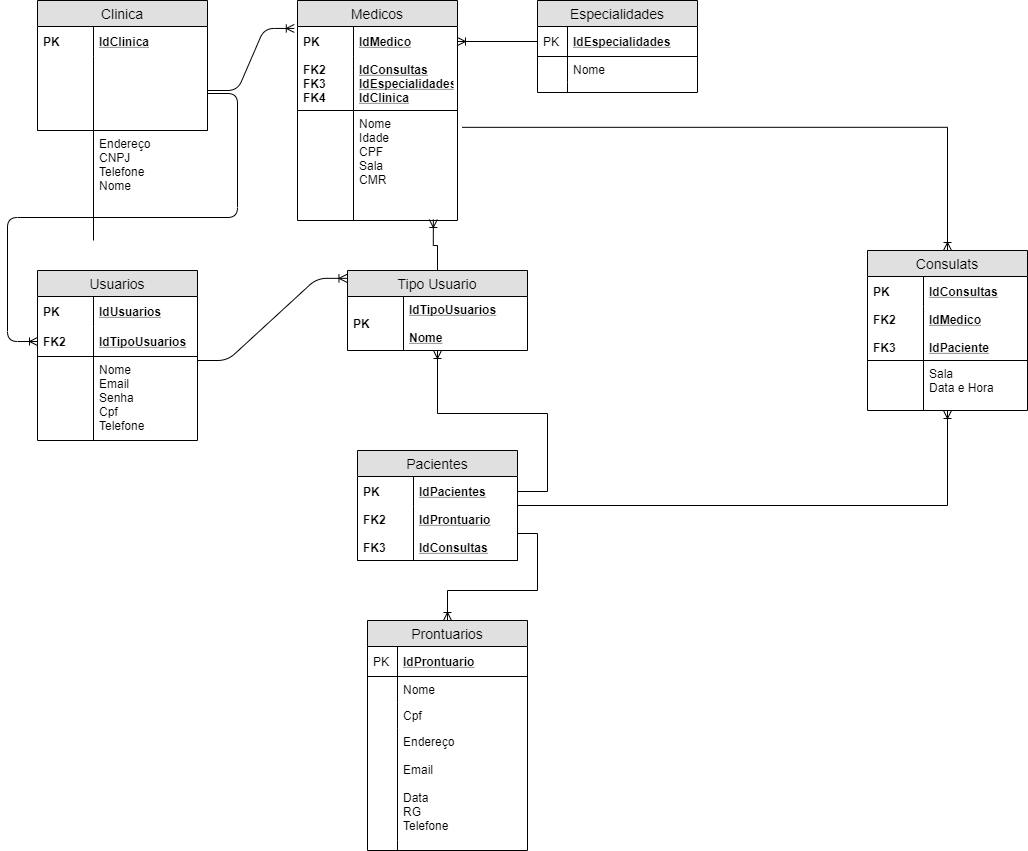 Clinica
PK IdClinica
Endereço
CNPJ
Telefone
Nome
Medicos
PK IdMedico
FK2 IdConsultas
FK3 IdEspecialidades
FK4 IdClinica
Nome
Idade
CPF
Sala
CMR
Especialidades
PK IdEspecialidades
Nome
Usuarios
PK IdUsuarios
FK2 IdTipoUsuarios
Nome
Email
Senha
Cpf
Telefone
Tipo Usuario
IdTipoUsuarios
PK
Nome
Consulats
PK IdConsultas
FK2 IdMedico
FK3 IdPaciente
Sala
Data e Hora
Pacientes
PK IdPacientes
FK2 IdProntuario
FK3 IdConsultas
Prontuarios
PK IdProntuario
Nome
Cpf
Endereço
Email
Data
RG
Telefone